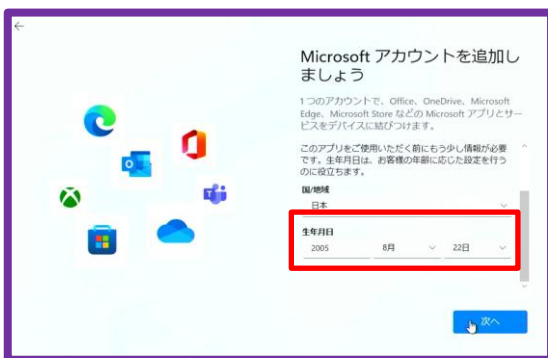 ←
Microsoft アカウントを追加し
ましょう
1 つのアカウントで、Office、OneDrive、Microsoft
Edge、Microsoft Store などの Microsoft アプリとサー
ビスをデバイスに結びつけます。
このアプリをご使用いただく前にもう少し情報が必要
です。生年月日は、お客様の年齢に応じた設定を行う
のに役立ちます。
国/地域
日本
生年月日
2005 8月 22日
次へ